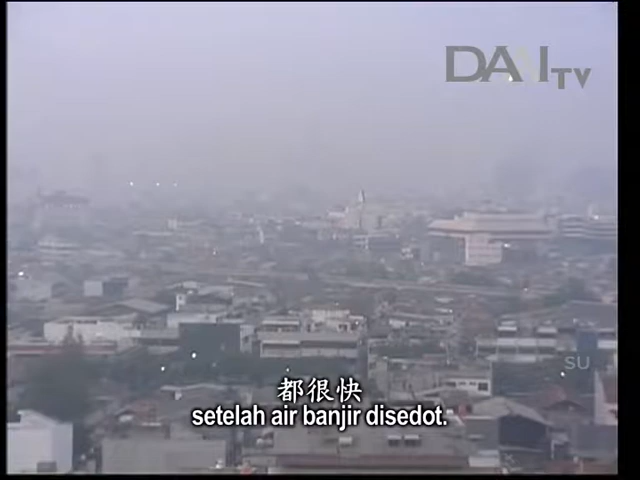 DAAI TV
SU
都很快
setelah air banjir disedot.